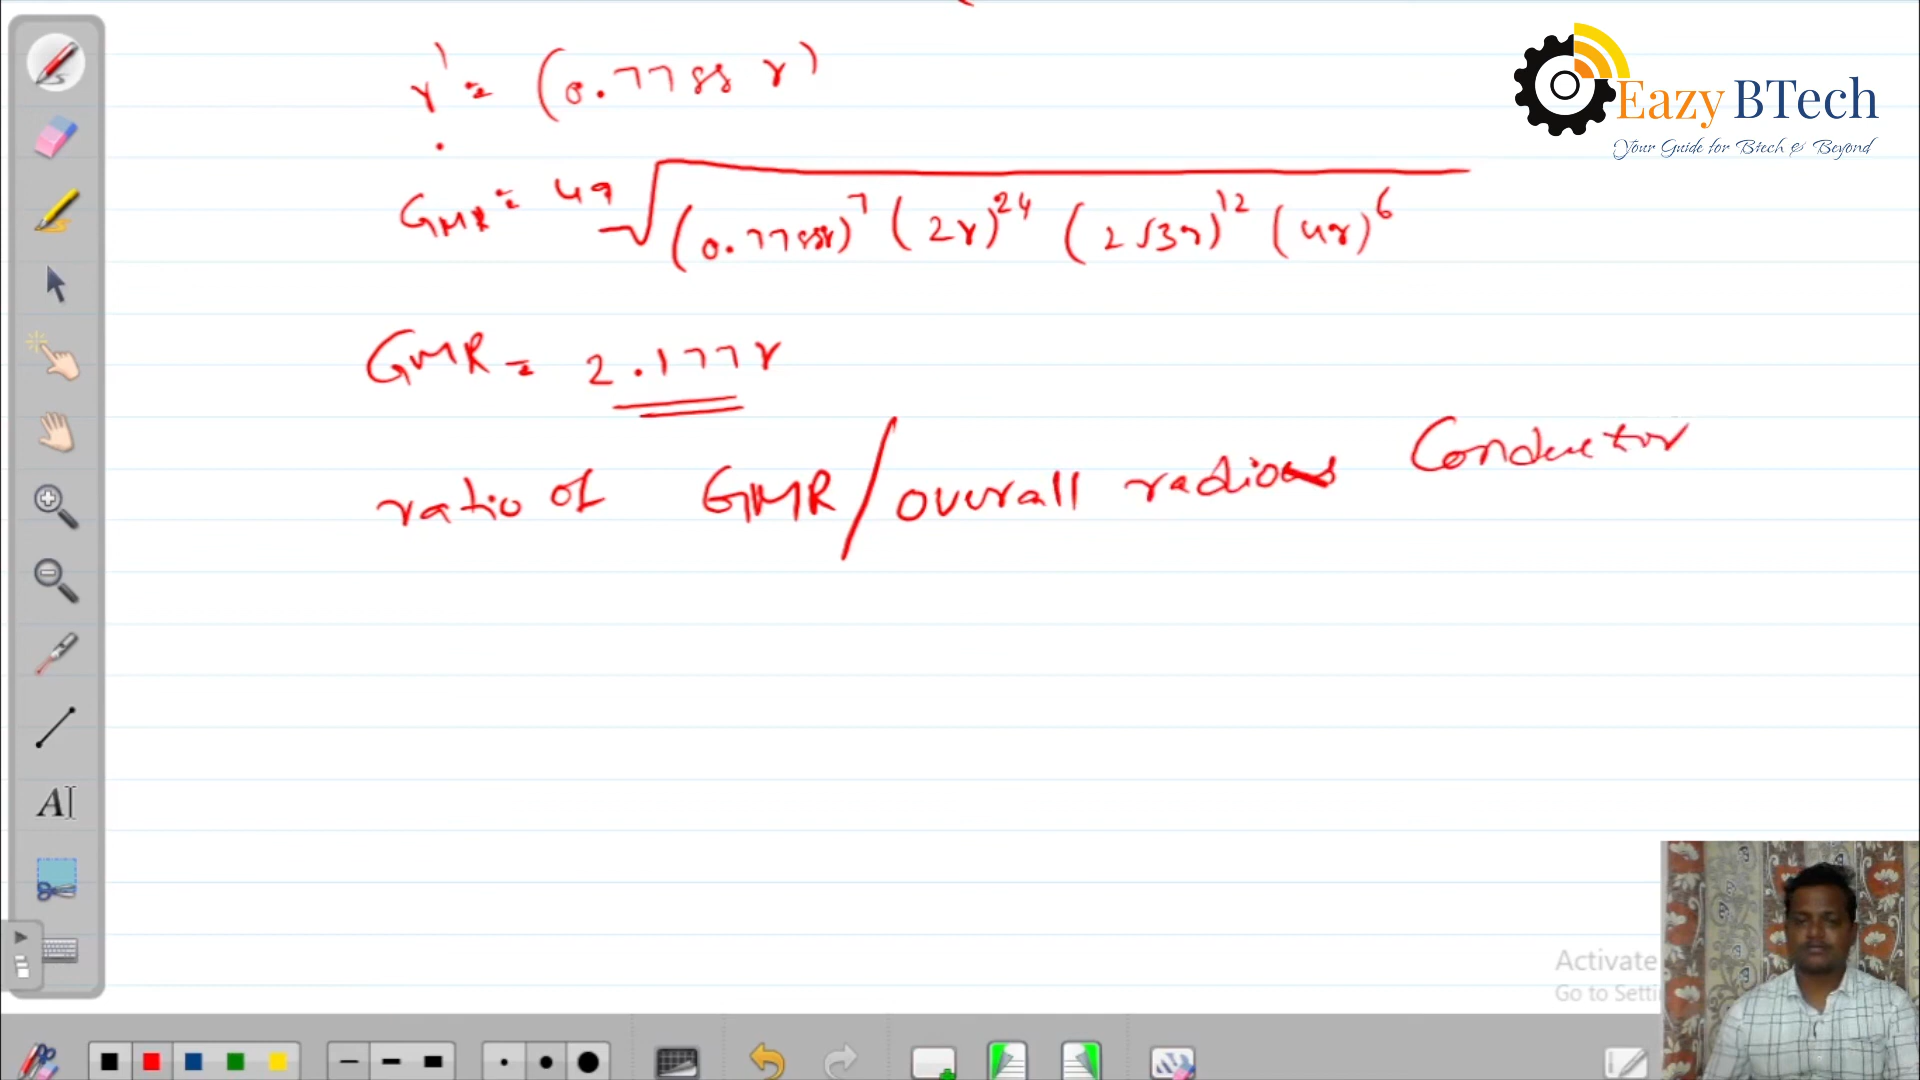 Eazy BTech
Your Guide for Btech & Beyond
r' = (0.7788 r)
GMR = 49√(0.7788r)^7 (2r)^24 (2√3r)^12 (4r)^6
GMR = 2.177r
ratio of GMR/overall radious Conductor
Activate
Go to Setti